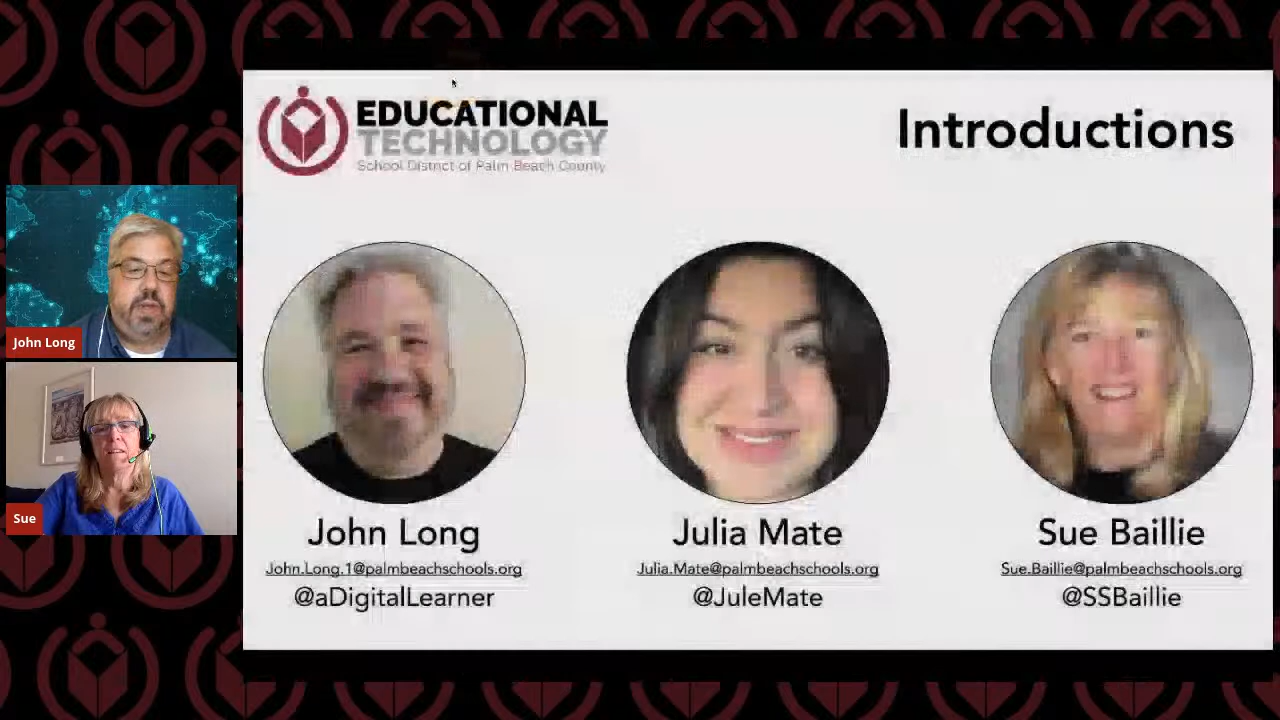 EDUCATIONAL
TECHNOLOGY
School District of Palm Beach County
Introductions
John Long
Sue
John Long
John.Long.1@palmbeachschools.org
@aDigitalLearner
Julia Mate
Julia.Mate@palmbeachschools.org
@JuleMate
Sue Baillie
Sue.Baillie@palmbeachschools.org
@SSBaillie